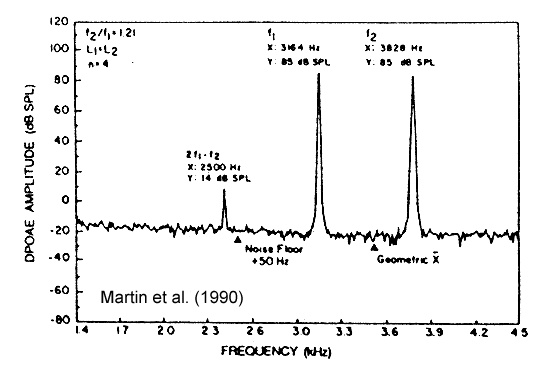 f₂/f₁=1.21
L₁=L₂
n=4
f₁
X: 3164 Hz
Y: 85 dB SPL
f₂
X: 3828 Hz
Y: 85 dB SPL
2f₁-f₂
X: 2500 Hz
Y: 14 dB SPL
Noise Floor
+50 Hz
Geometric X̄
Martin et al. (1990)
DPOAE AMPLITUDE (dB SPL)
120
100
80
60
40
20
0
-20
-40
-60
-80
1.4 1.7 2.0 2.3 2.6 3.0 3.3 3.6 3.9 4.2 4.5
FREQUENCY (kHz)